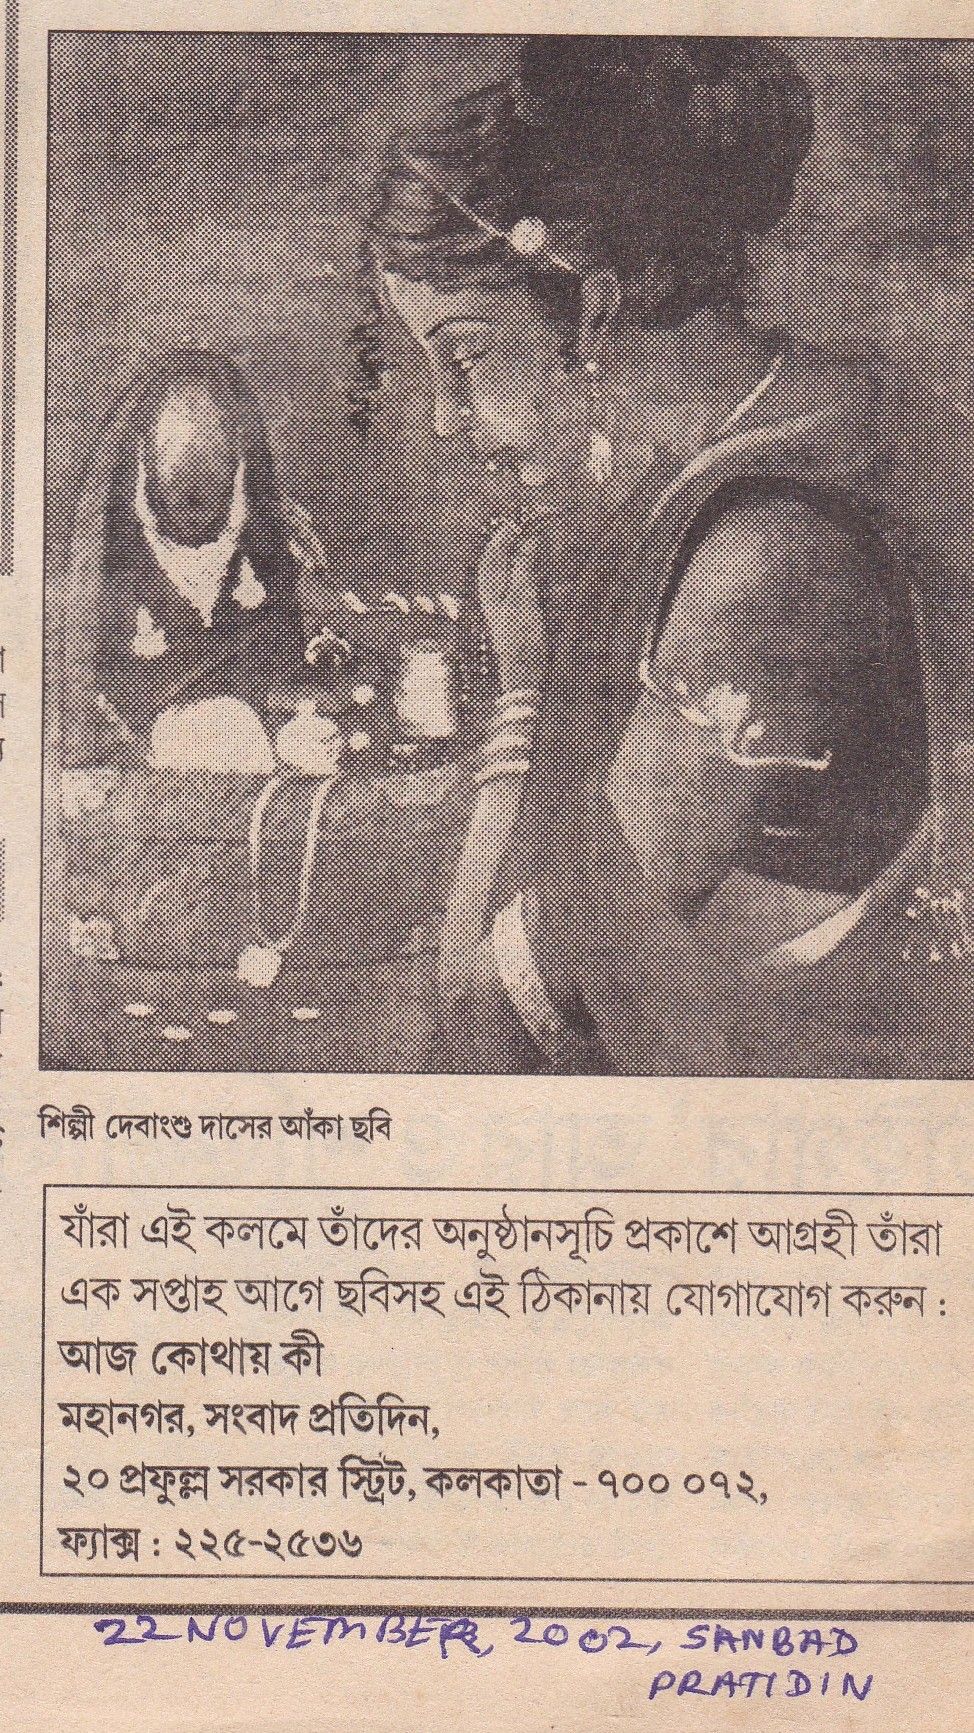 শিল্পী দেবাংশু দাসের আঁকা ছবি
যাঁরা এই কলমে তাঁদের অনুষ্ঠানসূচি প্রকাশে আগ্রহী তাঁরা
এক সপ্তাহ আগে ছবিসহ এই ঠিকানায় যোগাযোগ করুন :
আজ কোথায় কী
মহানগর, সংবাদ প্রতিদিন,
২০ প্রফুল্ল সরকার স্ট্রিট, কলকাতা - ৭০০ ০৭২,
ফ্যাক্স : ২২৫-২৫৩৬
22 NOVEMBER, 2002, SANBAD
PRATIDIN